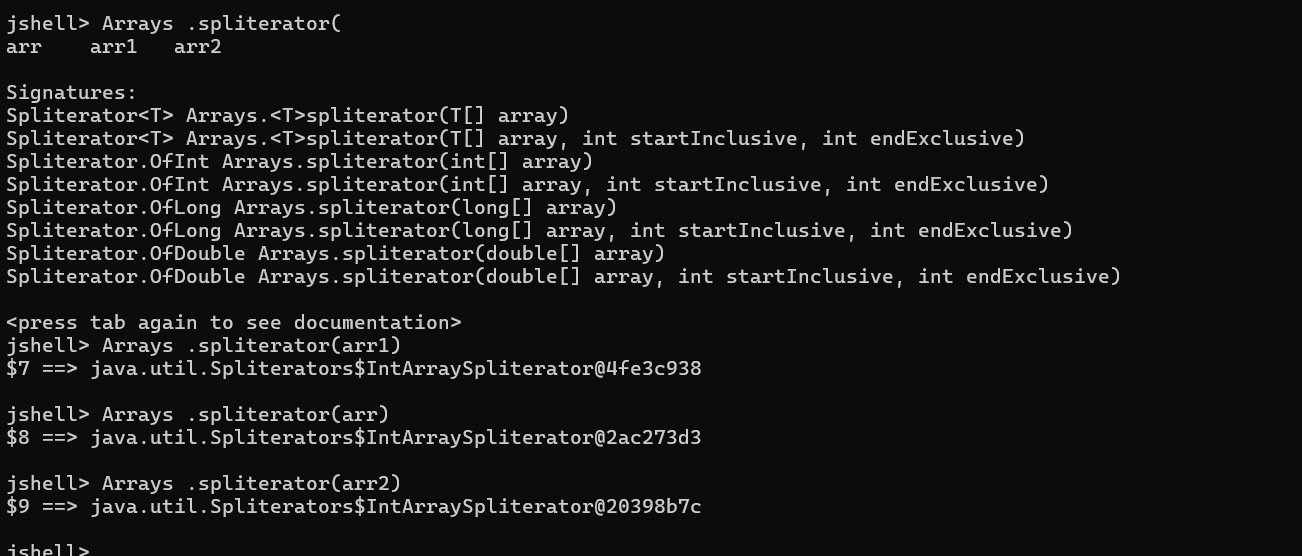 jshell> Arrays .spliterator(
arr    arr1   arr2
Signatures:
Spliterator<T> Arrays.<T>spliterator(T[] array)
Spliterator<T> Arrays.<T>spliterator(T[] array, int startInclusive, int endExclusive)
Spliterator.OfInt Arrays.spliterator(int[] array)
Spliterator.OfInt Arrays.spliterator(int[] array, int startInclusive, int endExclusive)
Spliterator.OfLong Arrays.spliterator(long[] array)
Spliterator.OfLong Arrays.spliterator(long[] array, int startInclusive, int endExclusive)
Spliterator.OfDouble Arrays.spliterator(double[] array)
Spliterator.OfDouble Arrays.spliterator(double[] array, int startInclusive, int endExclusive)
<press tab again to see documentation>
jshell> Arrays .spliterator(arr1)
$7 ==> java.util.Spliterators$IntArraySpliterator@4fe3c938
jshell> Arrays .spliterator(arr)
$8 ==> java.util.Spliterators$IntArraySpliterator@2ac273d3
jshell> Arrays .spliterator(arr2)
$9 ==> java.util.Spliterators$IntArraySpliterator@20398b7c
jshell>